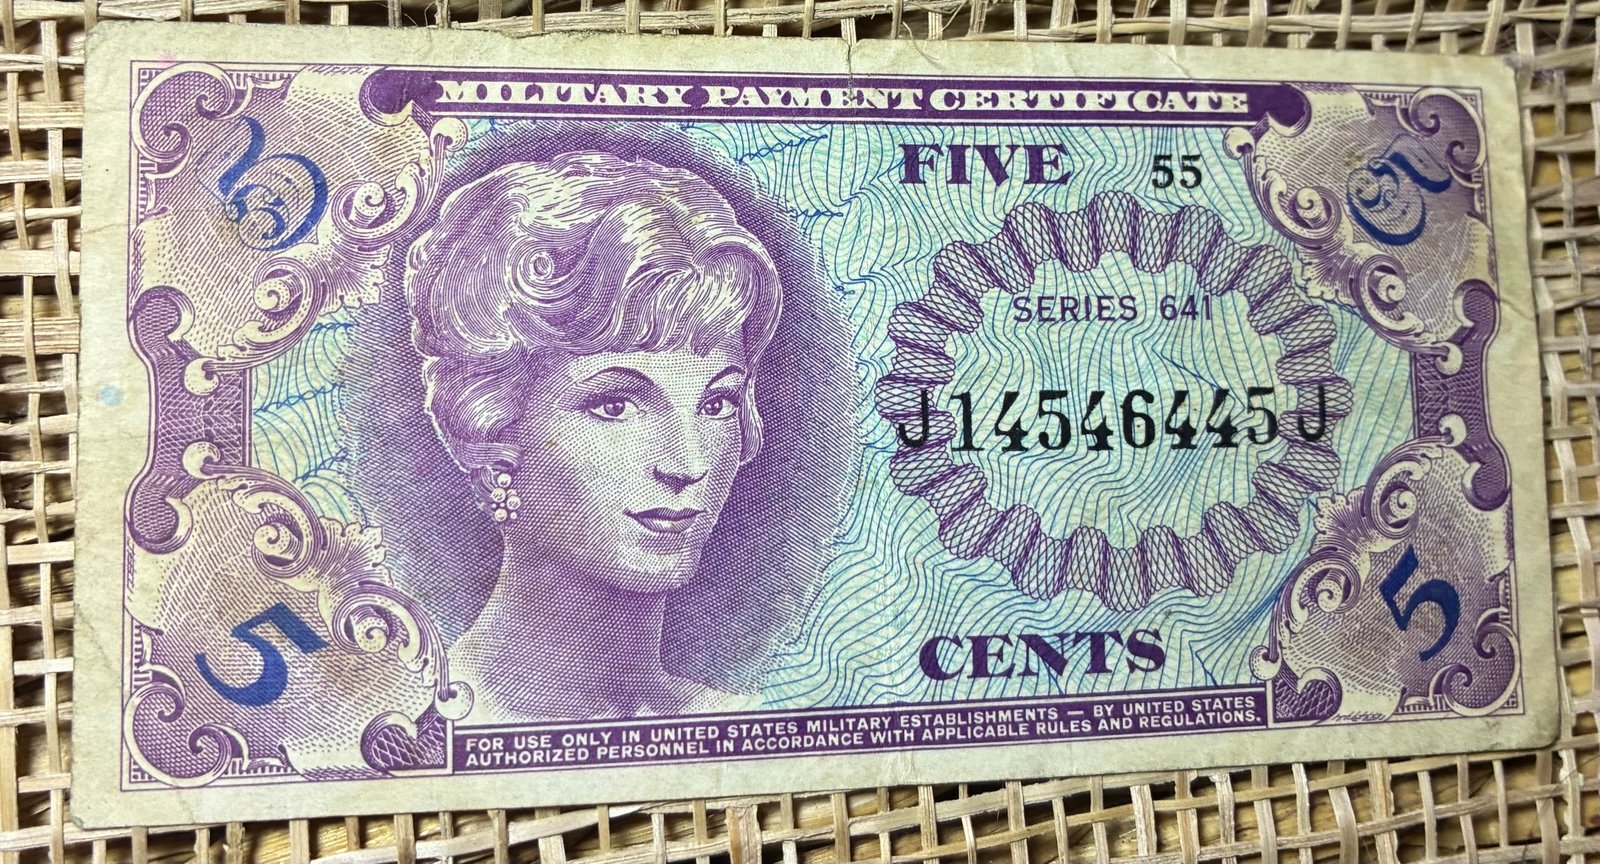 MILITARY PAYMENT CERTIFICATE
5
FIVE 55
5
SERIES 641
J14546445J
5
CENTS
5
FOR USE ONLY IN UNITED STATES MILITARY ESTABLISHMENTS — BY UNITED STATES
AUTHORIZED PERSONNEL IN ACCORDANCE WITH APPLICABLE RULES AND REGULATIONS.